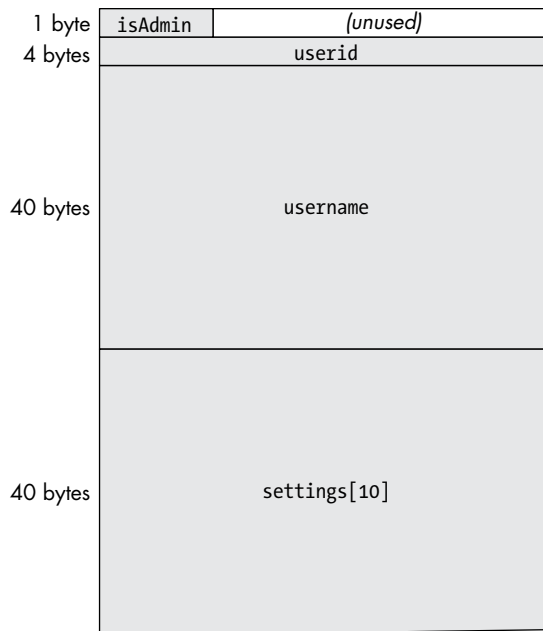 1 byte isAdmin (unused)
4 bytes userid
40 bytes username
40 bytes settings[10]